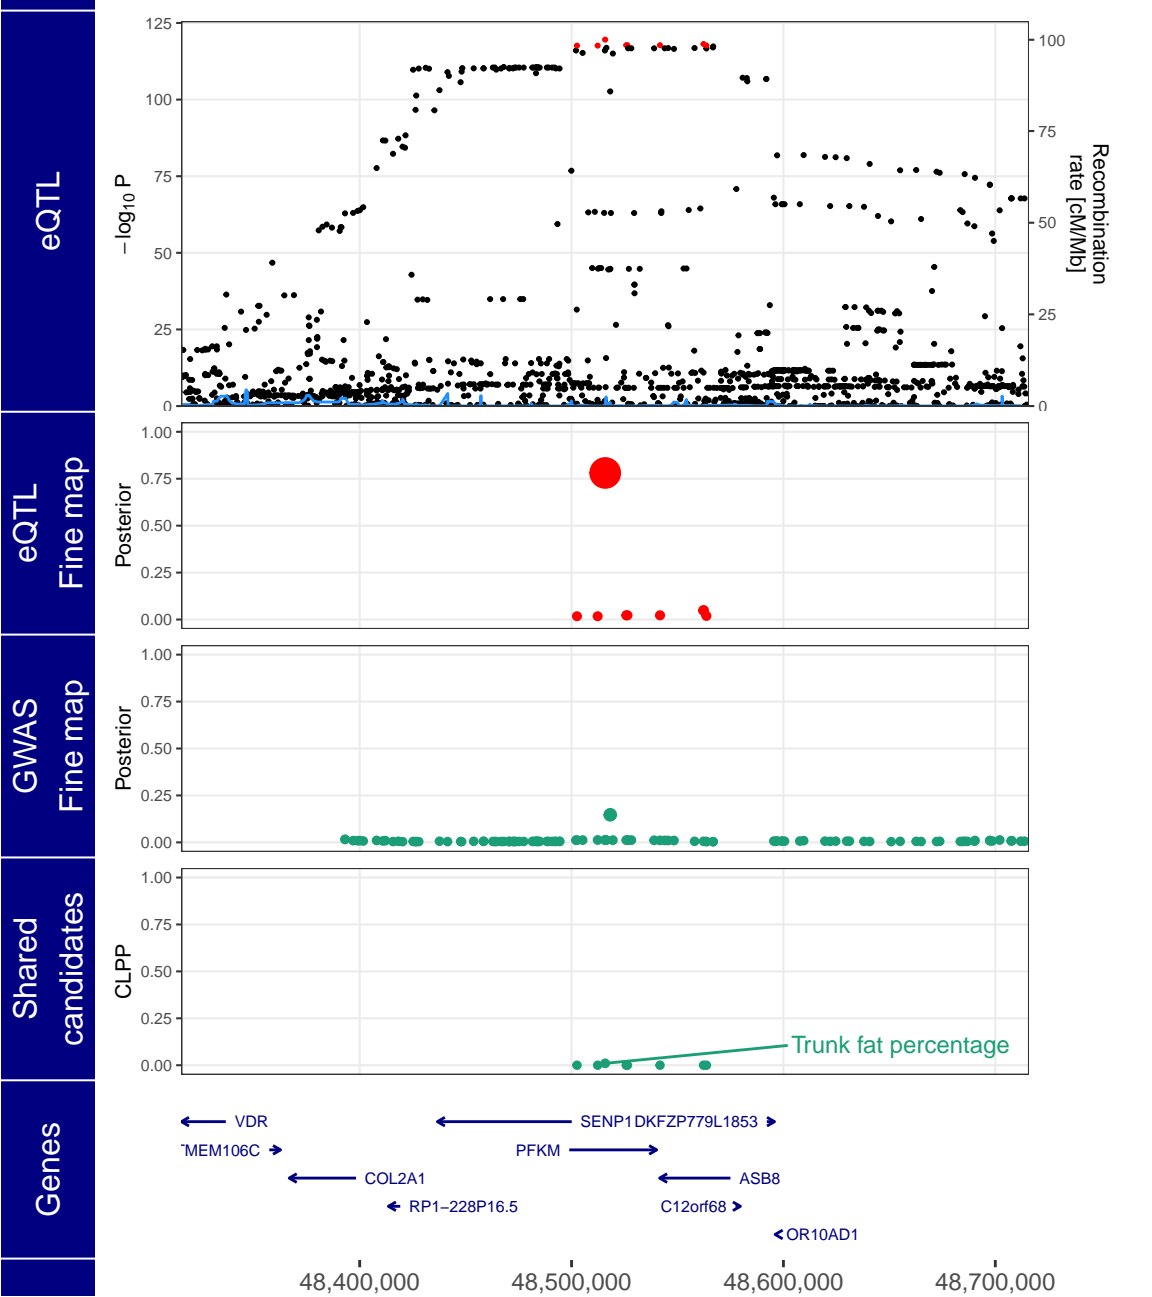 eQTL
−log10 P
125
100
75
50
25
0
100
75
50
25
0
Recombination
rate [cM/Mb]
eQTL
Fine map
Posterior
1.00
0.75
0.50
0.25
0.00
GWAS
Fine map
Posterior
1.00
0.75
0.50
0.25
0.00
Shared
candidates
CLPP
1.00
0.75
0.50
0.25
0.00
Trunk fat percentage
Genes
VDR
SENP1
DKFZP779L1853
MEM106C
PFKM
COL2A1
ASB8
RP1−228P16.5
C12orf68
OR10AD1
48,400,000
48,500,000
48,600,000
48,700,000